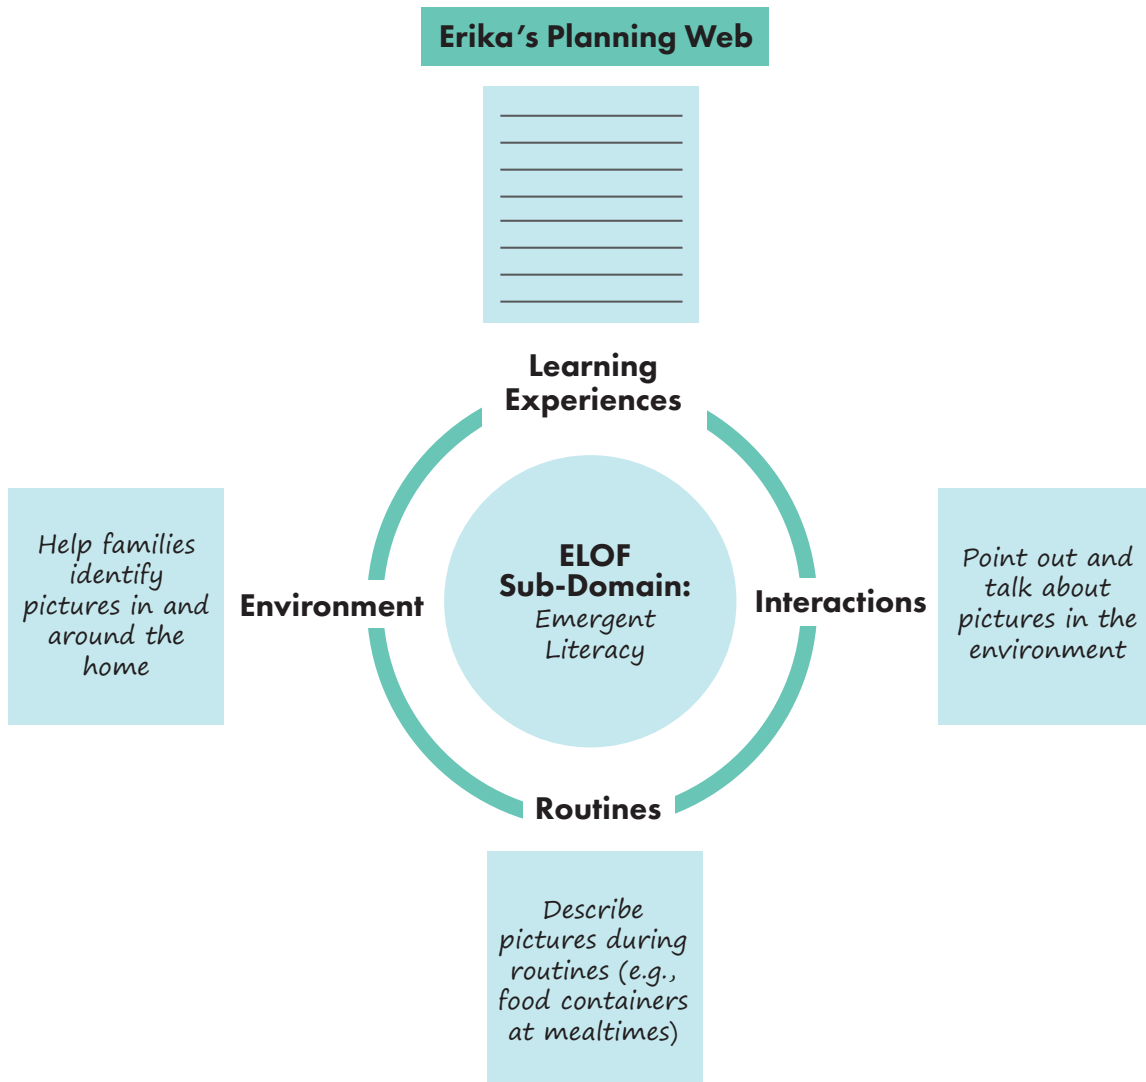 Erika's Planning Web
Learning
Experiences
Help families
identify
pictures in and
around the
home
Environment
ELOF
Sub-Domain:
Emergent
Literacy
Interactions
Point out and
talk about
pictures in the
environment
Routines
Describe
pictures during
routines (e.g.,
food containers
at mealtimes)